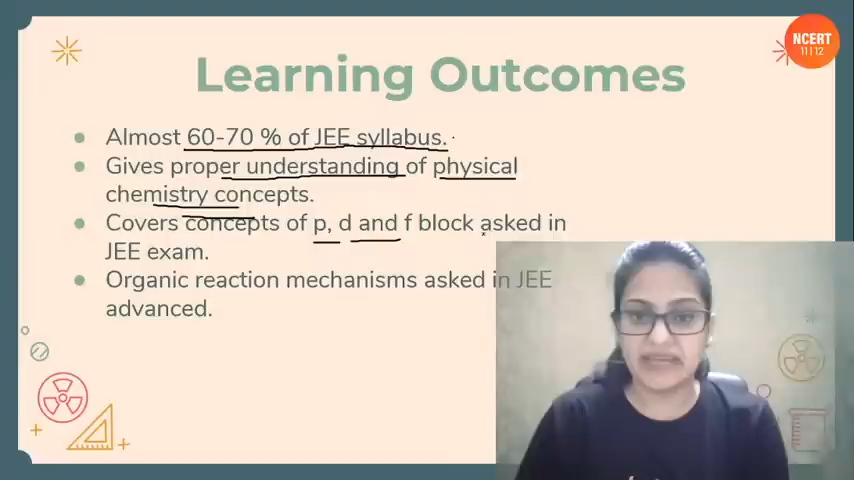 NCERT
11 | 12
Learning Outcomes
Almost 60-70 % of JEE syllabus.
Gives proper understanding of physical
chemistry concepts.
Covers concepts of p, d and f block asked in
JEE exam.
Organic reaction mechanisms asked in JEE
advanced.